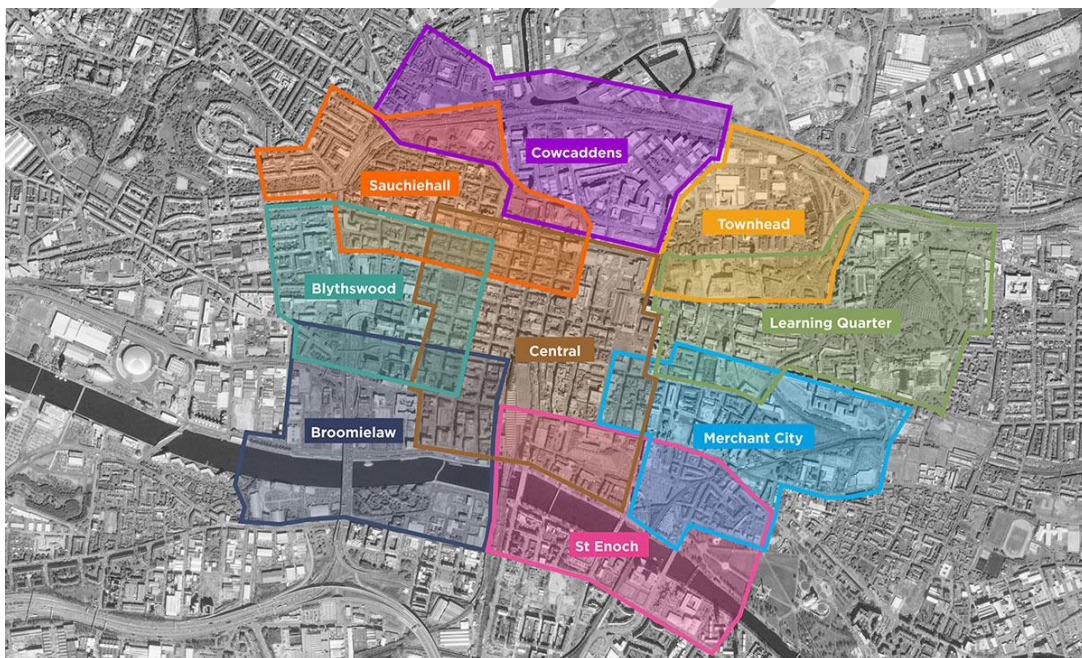 Cowcaddens
Sauchiehall
Townhead
Blythswood
Learning Quarter
Central
Broomielaw
Merchant City
St Enoch